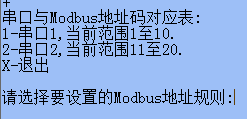 +
串口与Modbus地址码对应表:
1-串口1,当前范围1至10.
2-串口2,当前范围11至20.
X-退出
请选择要设置的Modbus地址规则: